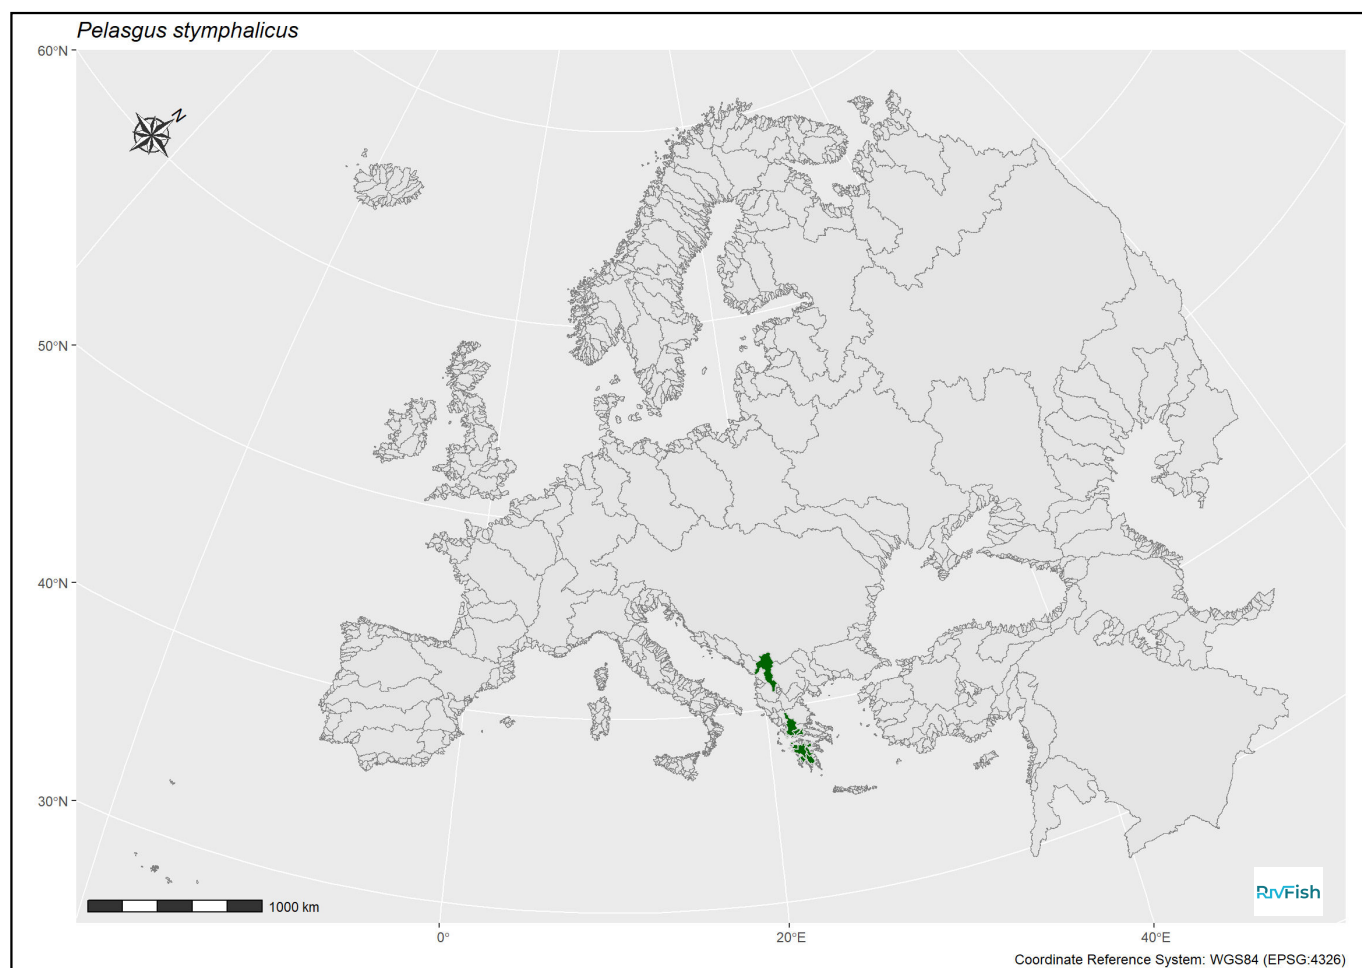 Pelasgus stymphalicus
60°N
N
50°N
40°N
30°N
1000 km
RivFish
0°
20°E
40°E
Coordinate Reference System: WGS84 (EPSG:4326)